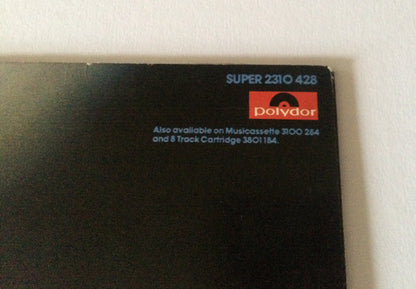 SUPER 2310 428
Polydor
Also available on Musicassette 3100 284
and 8 Track Cartridge 3801 184.